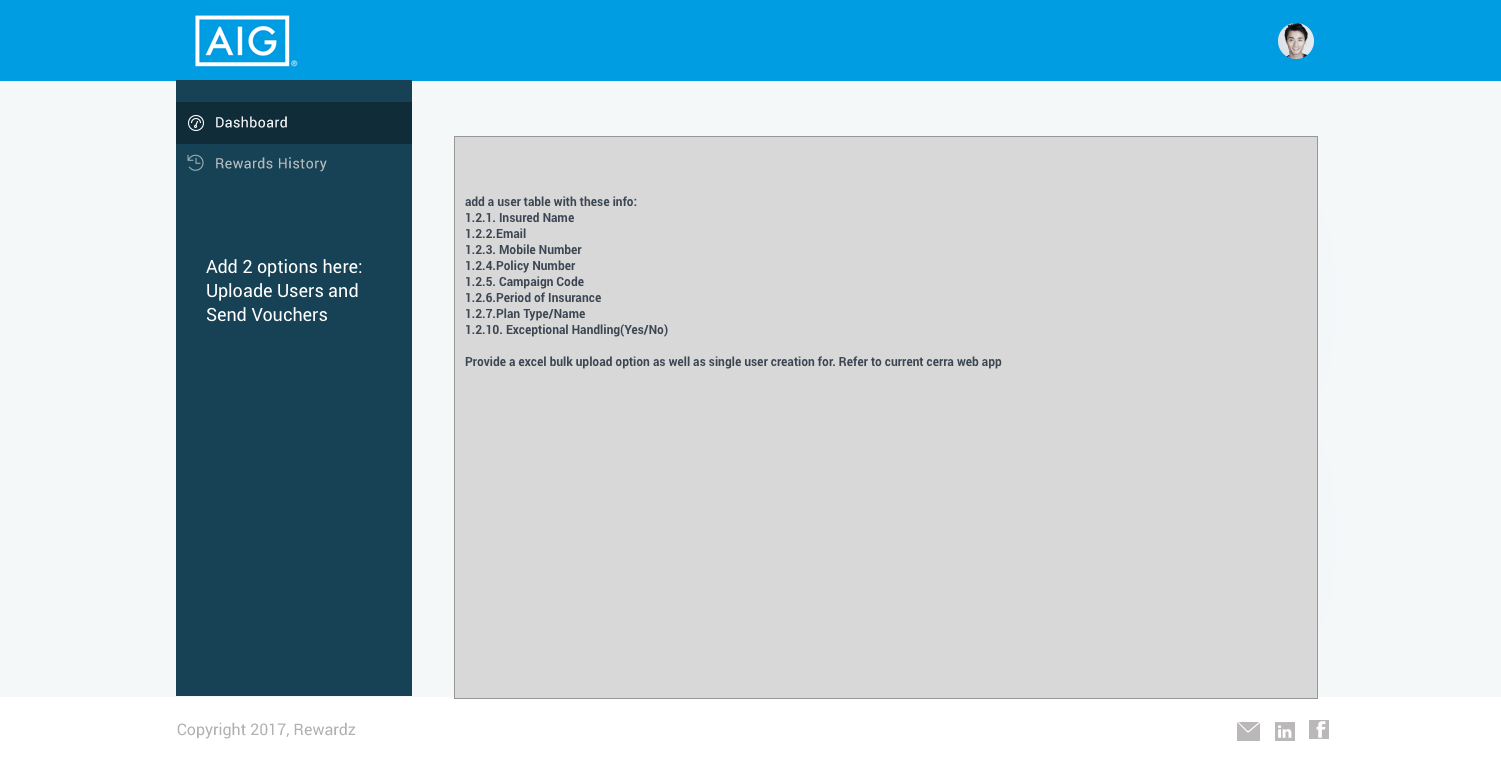 AIG®
Dashboard
Rewards History
Add 2 options here:
Uploade Users and
Send Vouchers
add a user table with these info:
1.2.1. Insured Name
1.2.2.Email
1.2.3. Mobile Number
1.2.4.Policy Number
1.2.5. Campaign Code
1.2.6.Period of Insurance
1.2.7.Plan Type/Name
1.2.10. Exceptional Handling(Yes/No)
Provide a excel bulk upload option as well as single user creation for. Refer to current cerra web app
Copyright 2017, Rewardz
in
f